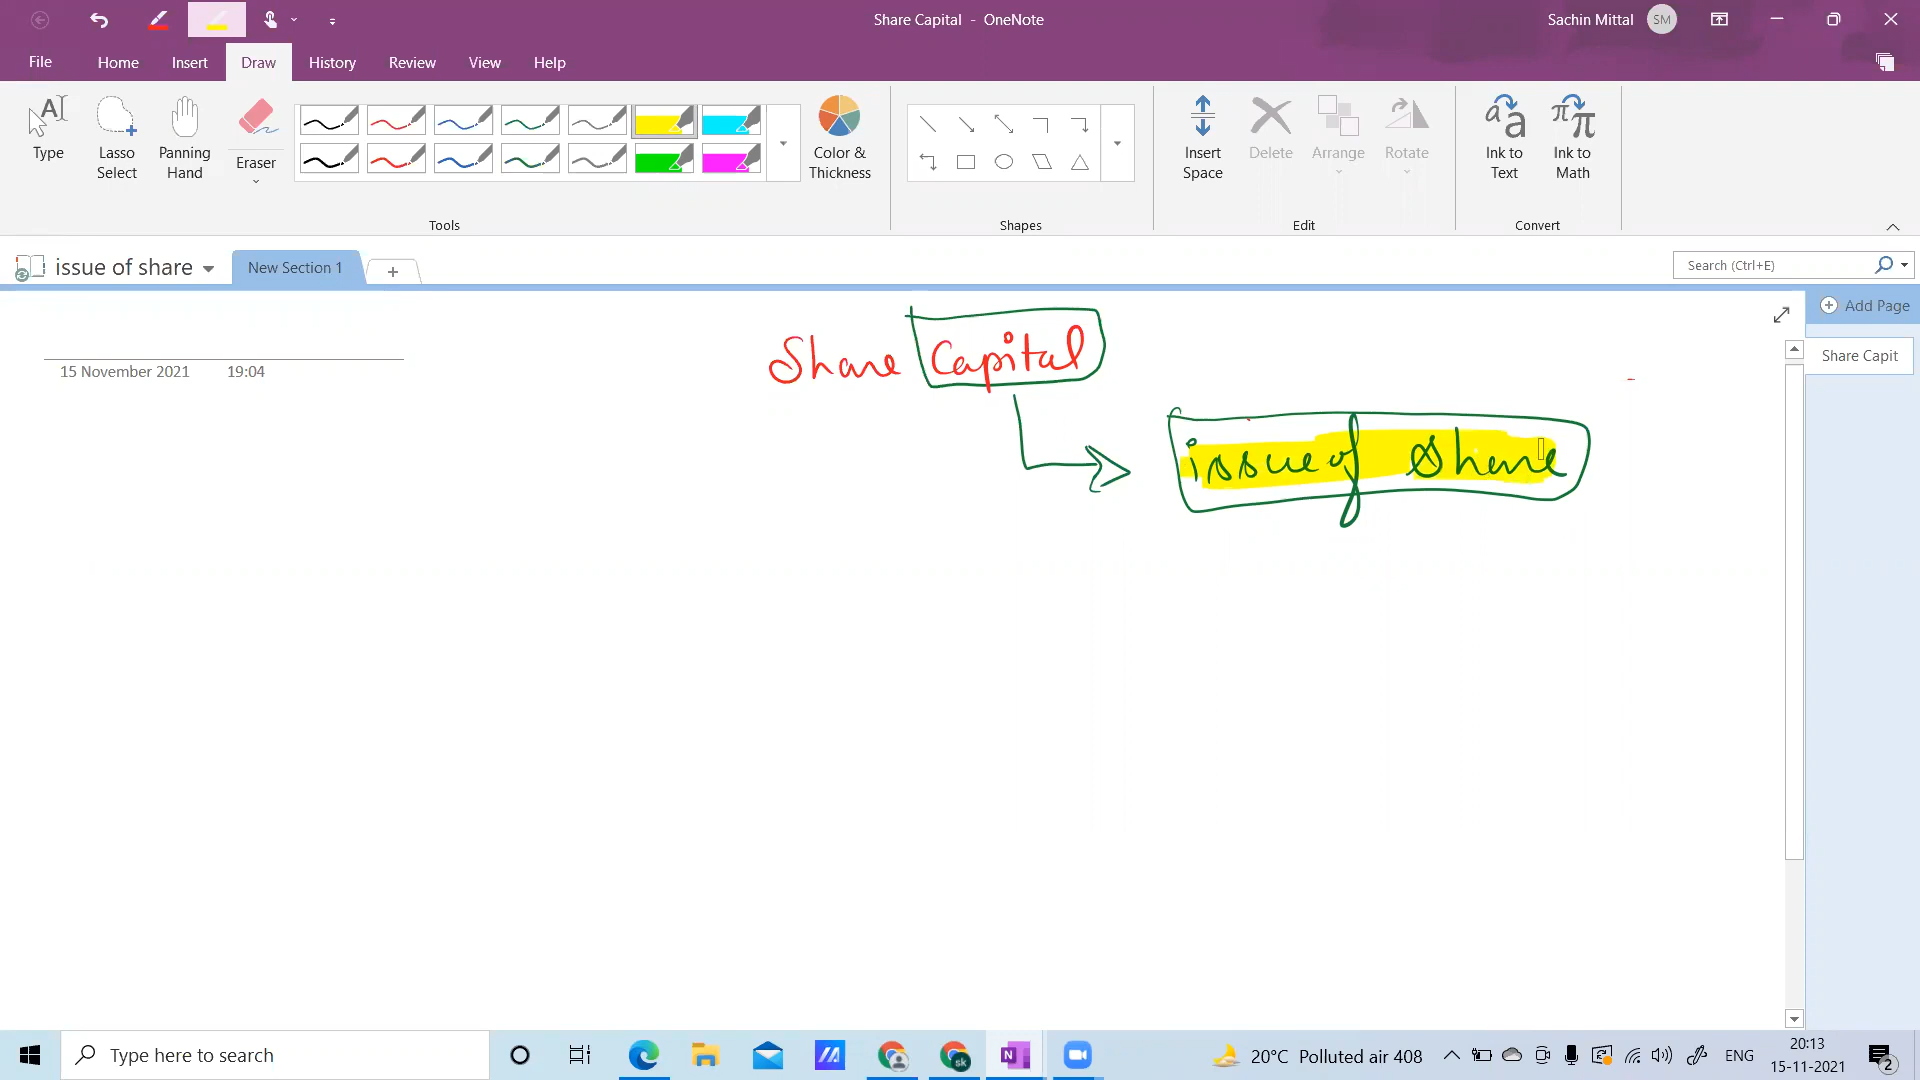 Share Capital - OneNote
Sachin Mittal SM
File Home Insert Draw History Review View Help
Type
Lasso Select
Panning Hand
Eraser
Color & Thickness
Insert Space
Delete
Arrange
Rotate
Ink to Text
Ink to Math
Tools Shapes Edit Convert
issue of share New Section 1 +
Search (Ctrl+E)
Add Page
Share Capit
Share Capital
15 November 2021 19:04
issue of Share
Type here to search
20°C Polluted air 408
ENG
20:13
15-11-2021
2